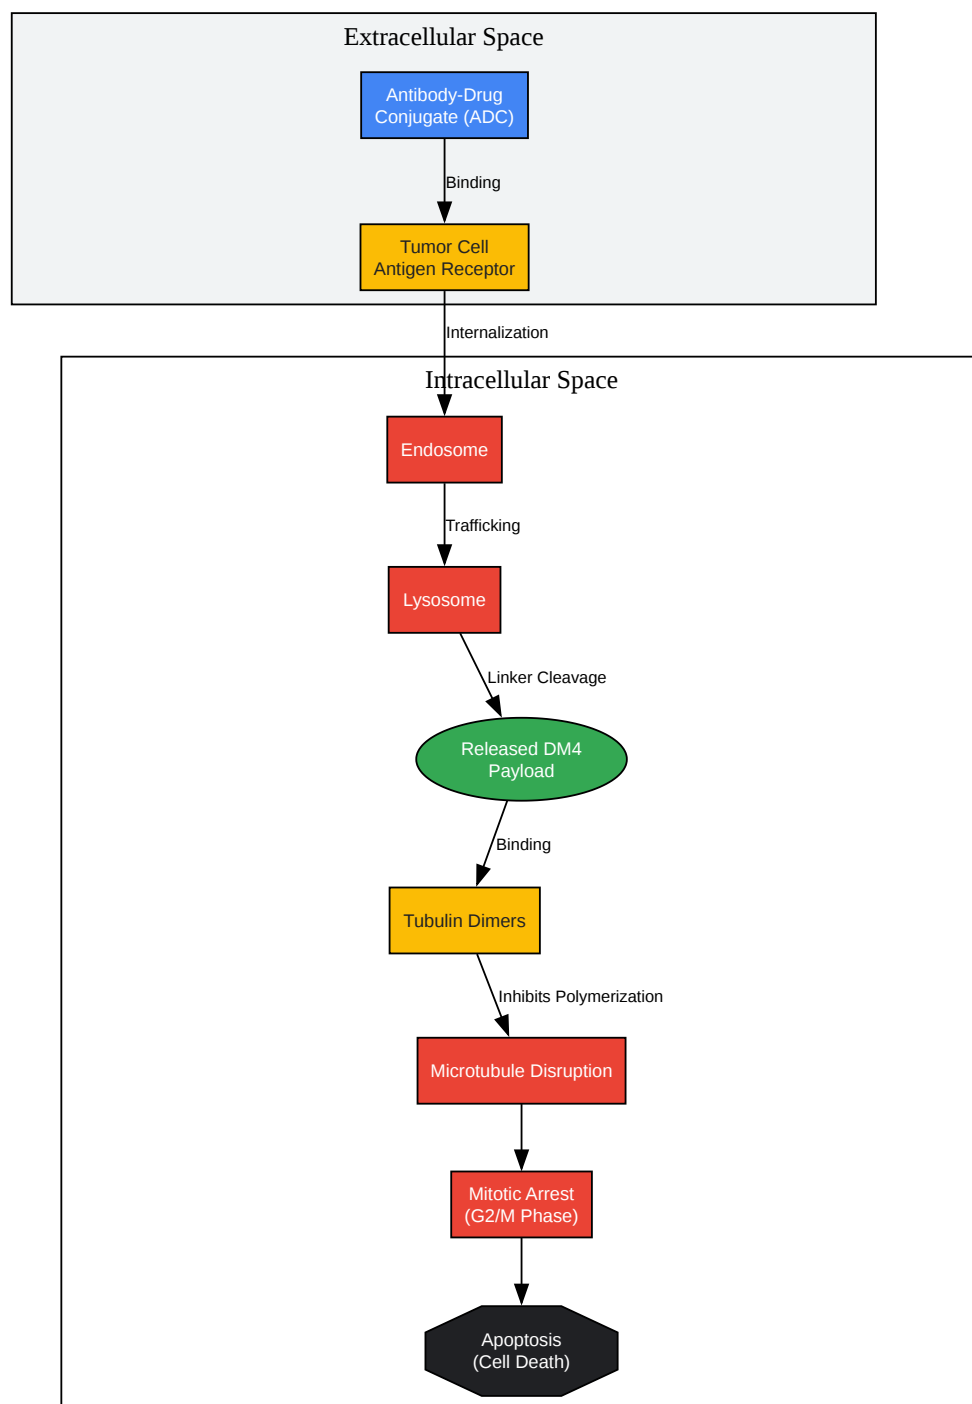 Extracellular Space
Antibody-Drug
Conjugate (ADC)
Binding
Tumor Cell
Antigen Receptor
Internalization
Intracellular Space
Endosome
Trafficking
Lysosome
Linker Cleavage
Released DM4
Payload
Binding
Tubulin Dimers
Inhibits Polymerization
Microtubule Disruption
Mitotic Arrest
(G2/M Phase)
Apoptosis
(Cell Death)